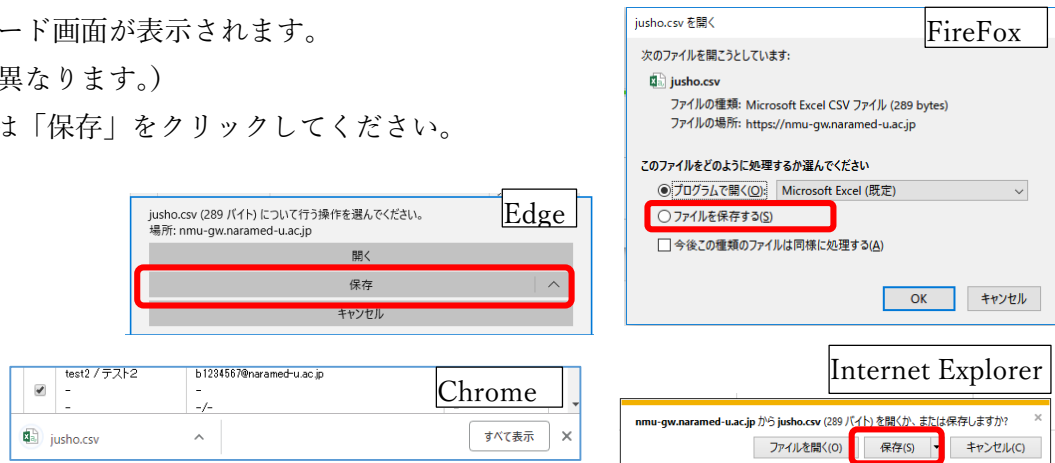 ード画面が表示されます。
異なります。）
は「保存」をクリックしてください。
jusho.csv を開く
FireFox
次のファイルを開こうとしています:
jusho.csv
ファイルの種類: Microsoft Excel CSV ファイル (289 bytes)
ファイルの場所: https://nmu-gw.naramed-u.ac.jp
このファイルをどのように処理するか選んでください
プログラムで開く(O): Microsoft Excel (既定)
ファイルを保存する(S)
今後この種類のファイルは同様に処理する(A)
OK キャンセル
jusho.csv (289 バイト) について行う操作を選んでください。
Edge
場所: nmu-gw.naramed-u.ac.jp
開く
保存
キャンセル
test2 / テスト2 b1234567@naramed-u.ac.jp
- -
- -/-
Chrome
jusho.csv すべて表示
Internet Explorer
nmu-gw.naramed-u.ac.jp から jusho.csv (289 バイト) を開くか、または保存しますか?
ファイルを開く(O) 保存(S) キャンセル(C)